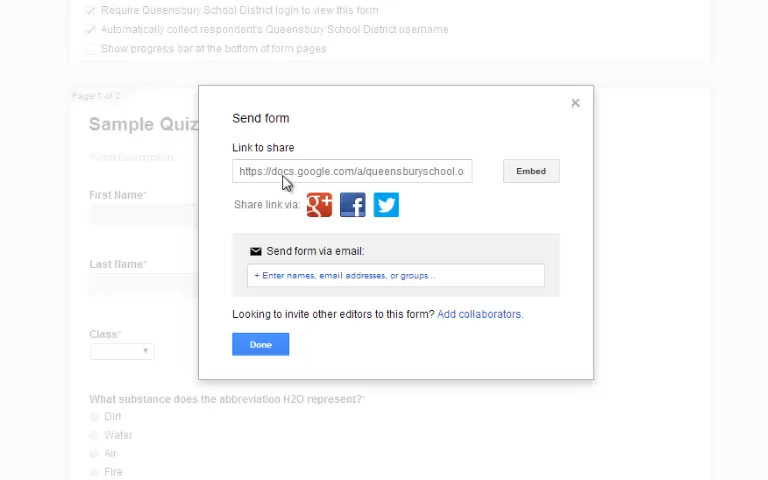 Require Queensbury School District login to view this form
Automatically collect respondent's Queensbury School District username
Show progress bar at the bottom of form pages
Page 1 of 2
Sample Quiz
Form Description
First Name*
Last Name*
Class*
What substance does the abbreviation H2O represent?*
Dirt
Water
Air
Fire
Send form
×
Link to share
https://docs.google.com/a/queensburyschool.o
Embed
Share link via:
g+
f
Send form via email:
+ Enter names, email addresses, or groups...
Looking to invite other editors to this form? Add collaborators.
Done